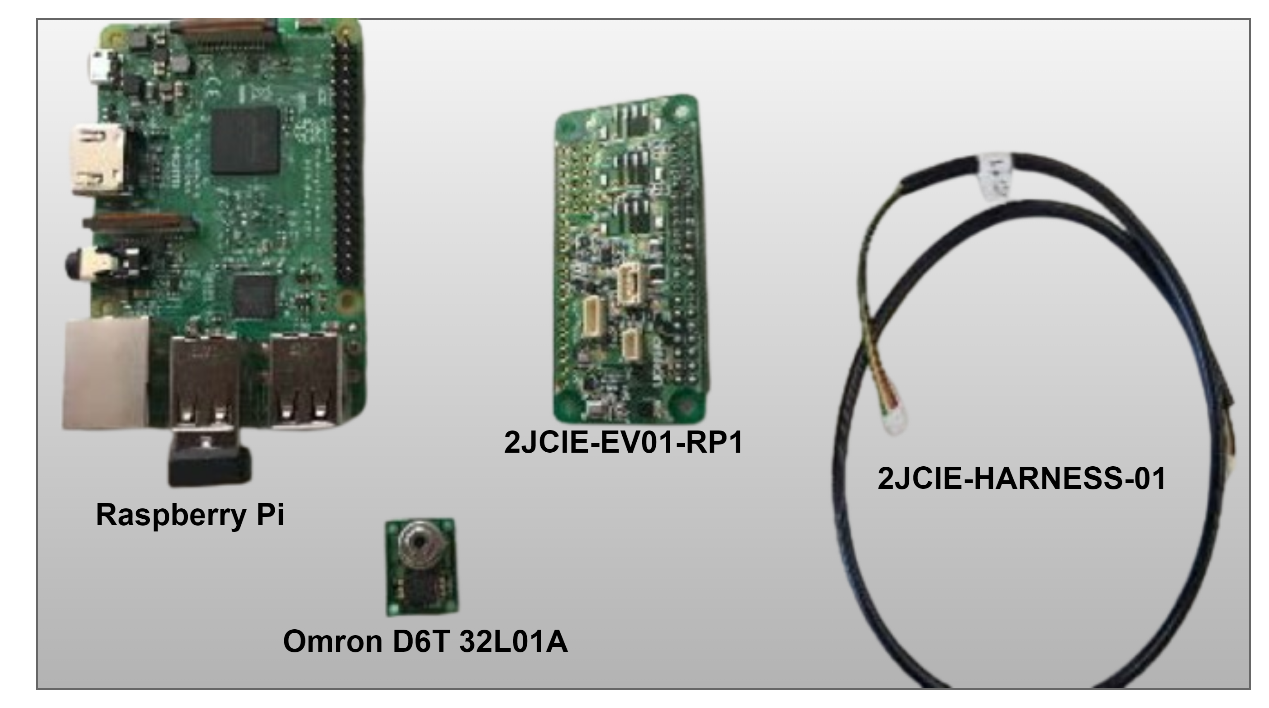 2JCIE-EV01-RP1
2JCIE-HARNESS-01
Raspberry Pi
Omron D6T 32L01A